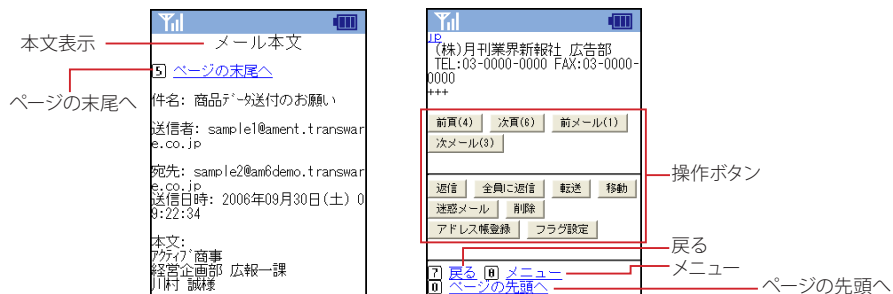 本文表示
メール本文
5 ページの末尾へ
ページの末尾へ
件名: 商品ﾃﾞｰﾀ送付のお願い
送信者: sample1@ament.transwar
e.co.jp
宛先: sample2@am6demo.transwar
e.co.jp
送信日時: 2006年09月30日(土) 0
9:22:34
本文:
ｱｸﾃｨﾌﾞ商事
経営企画部 広報一課
川村 誠様
jp
(株)月刊業界新報社 広告部
TEL:03-0000-0000 FAX:03-0000-
0000
+++
前頁(4) 次頁(6) 前メール(1)
次メール(3)
返信 全員に返信 転送 移動
迷惑メール 削除
アドレス帳登録 フラグ設定
操作ボタン
7 戻る 8 メニュー
0 ページの先頭へ
戻る
メニュー
ページの先頭へ